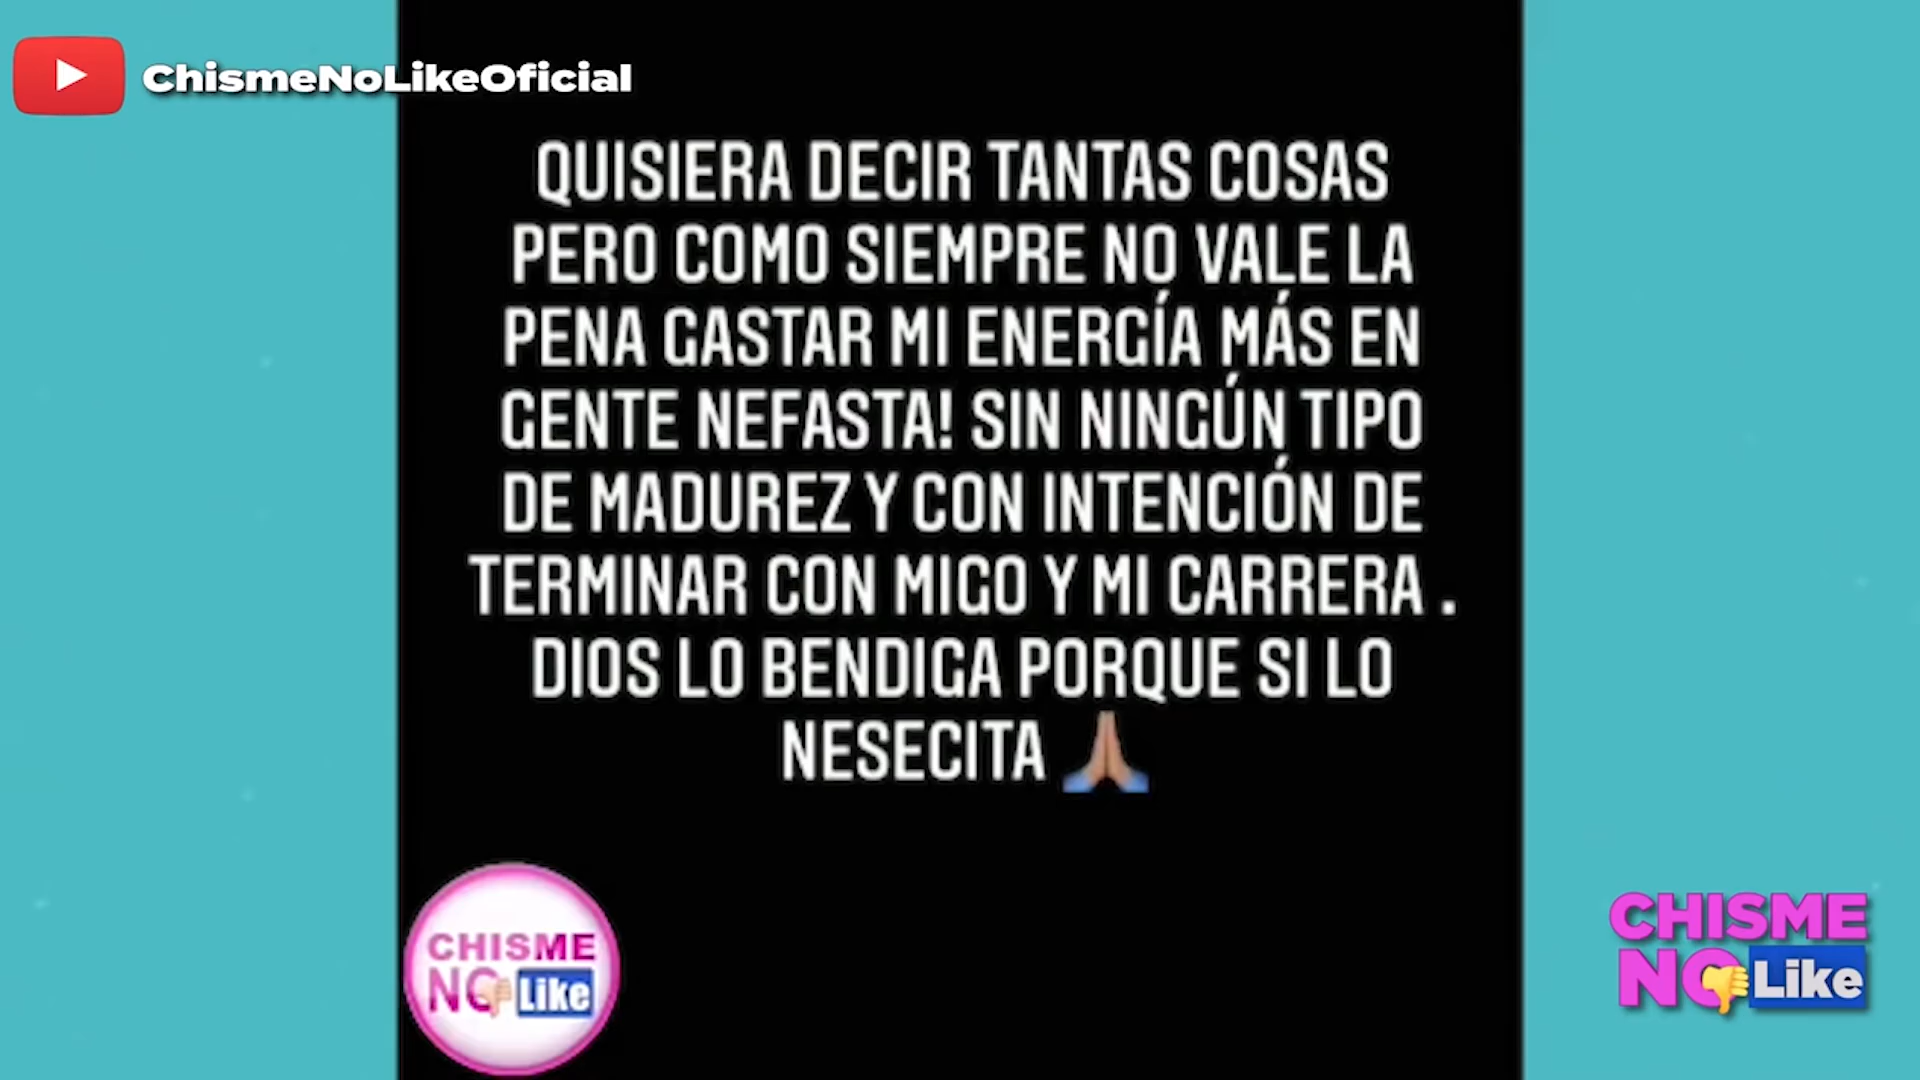 ChismeNoLikeOficial
QUISIERA DECIR TANTAS COSAS
PERO COMO SIEMPRE NO VALE LA
PENA GASTAR MI ENERGÍA MÁS EN
GENTE NEFASTA! SIN NINGÚN TIPO
DE MADUREZ Y CON INTENCIÓN DE
TERMINAR CON MIGO Y MI CARRERA .
DIOS LO BENDIGA PORQUE SI LO
NESECITA 🙏🏽
CHISME
NO Like
CHISME
NO Like